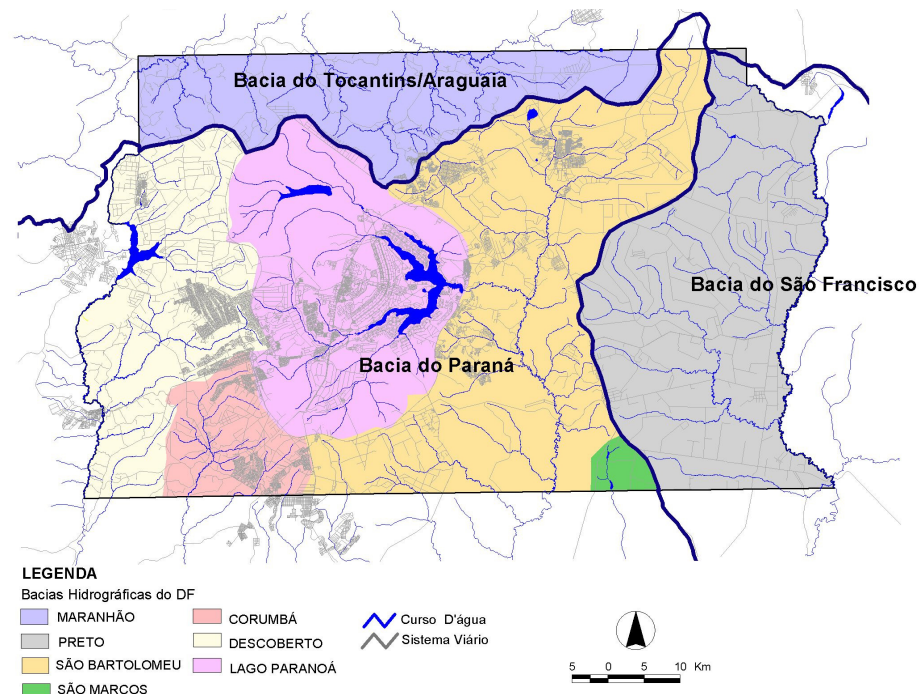 Bacia do Tocantins/Araguaia
Bacia do São Francisco
Bacia do Paraná
LEGENDA
Bacias Hidrográficas do DF
MARANHÃO
PRETO
SÃO BARTOLOMEU
SÃO MARCOS
CORUMBÁ
DESCOBERTO
LAGO PARANOÁ
Curso D'água
Sistema Viário
5 0 5 10 Km